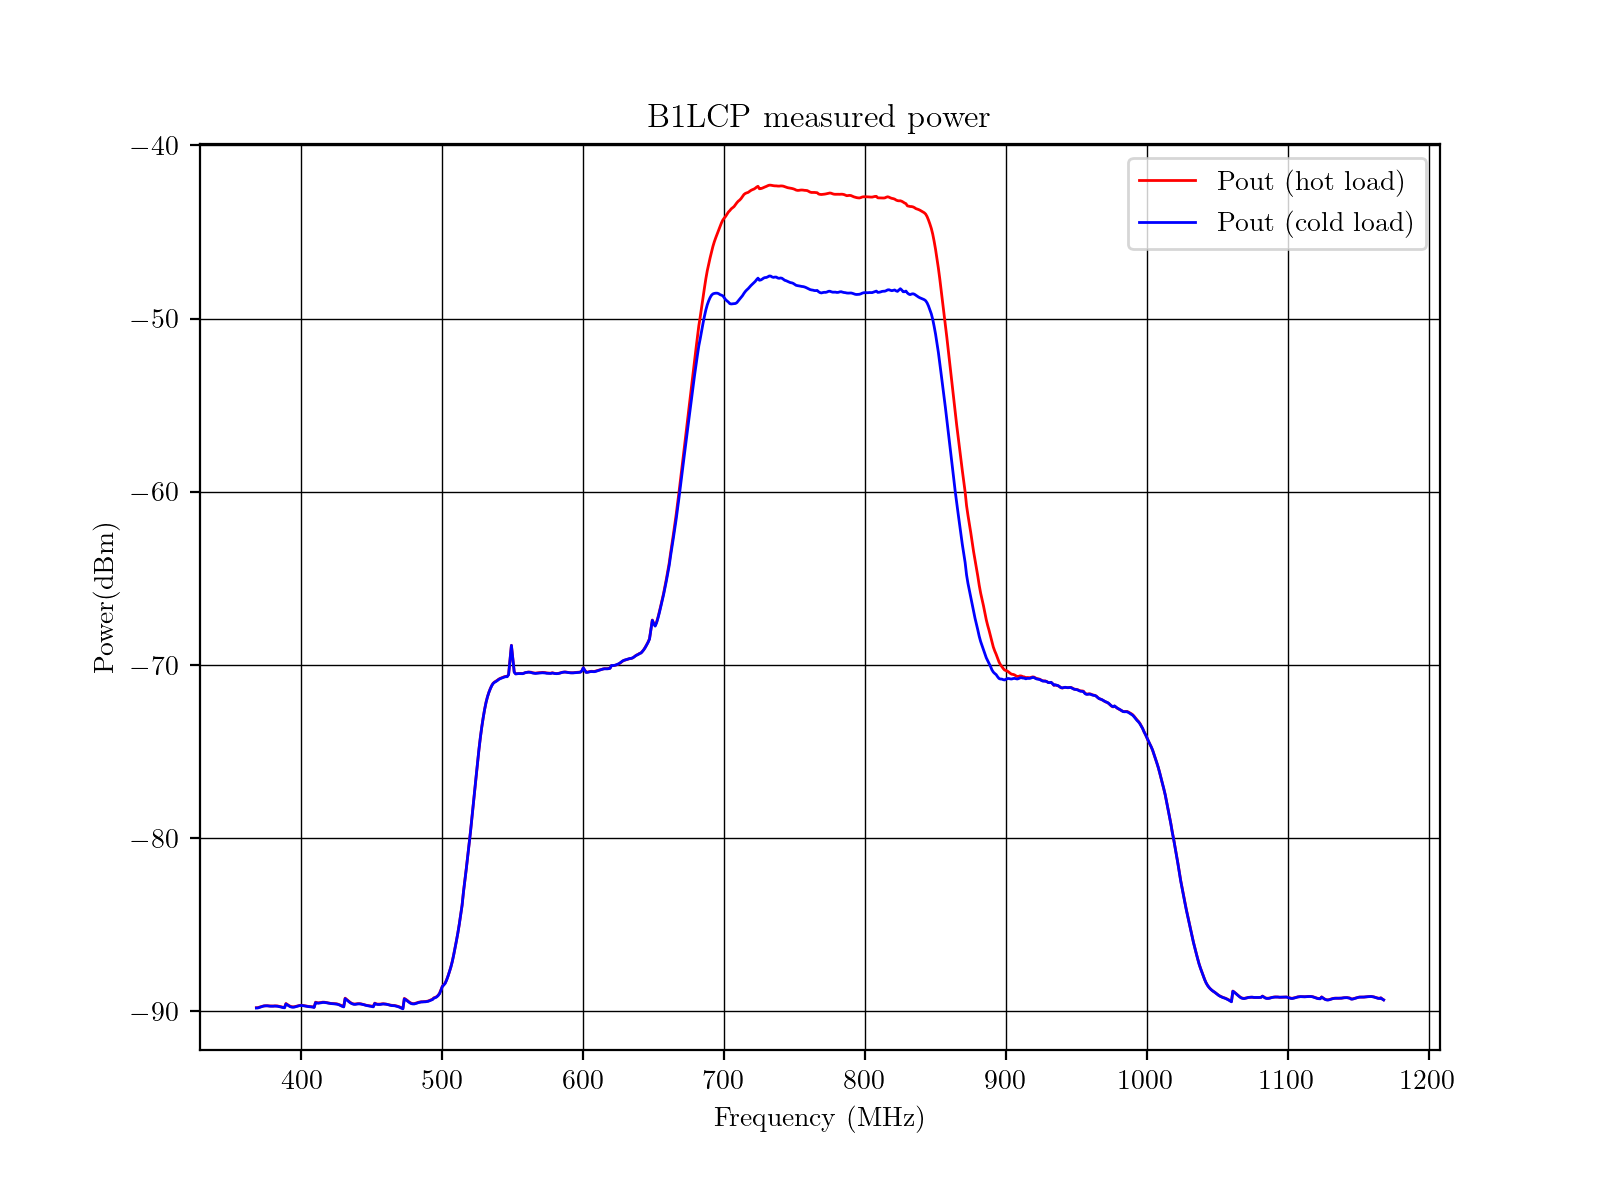 B1LCP measured power
−40
−50
−60
−70
−80
−90
Power(dBm)
Pout (hot load)
Pout (cold load)
400 500 600 700 800 900 1000 1100 1200
Frequency (MHz)